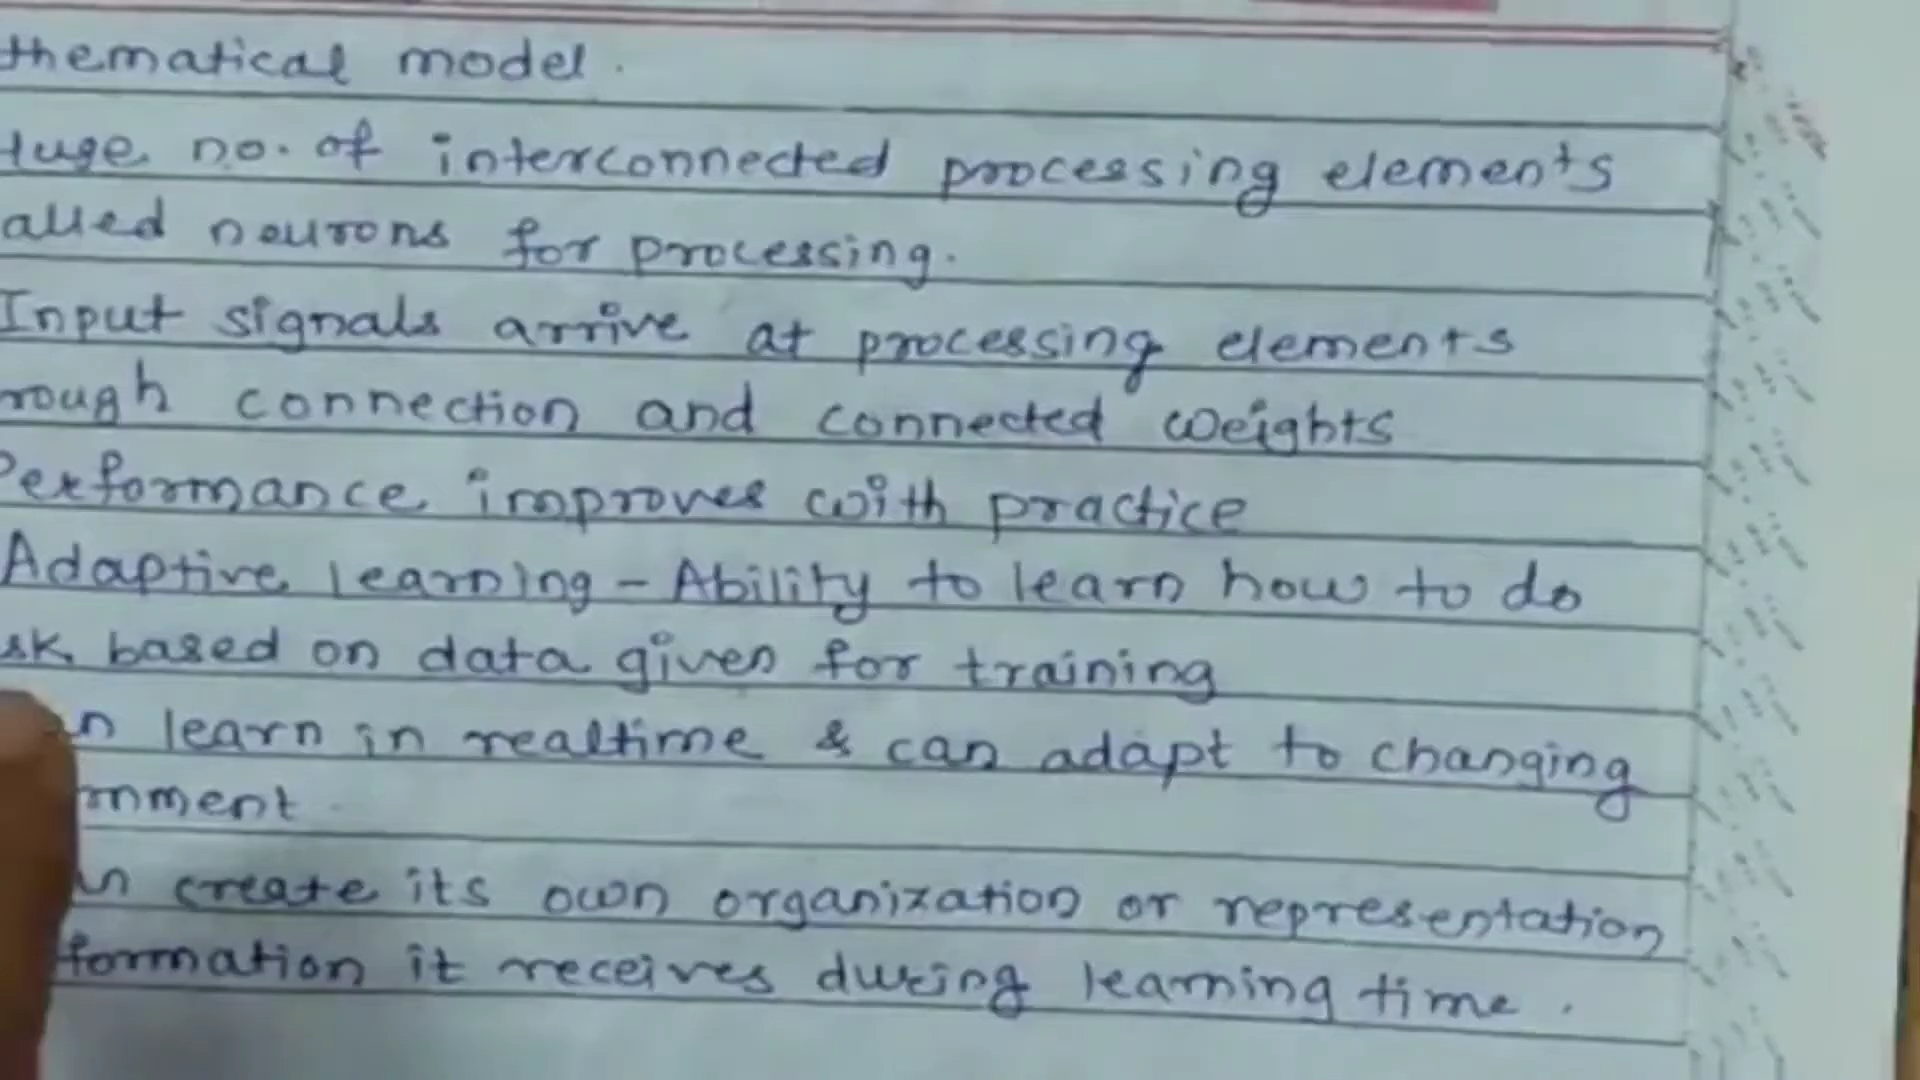 thematical model.
Huge no. of interconnected processing elements
alled neurons for processing.
Input signals arrive at processing elements
rough connection and connected weights
Performance improves with practice
Adaptive learning - Ability to learn how to do
sk based on data given for training
n learn in realtime & can adapt to changing
nment
n create its own organization or representation
formation it receives during learning time.